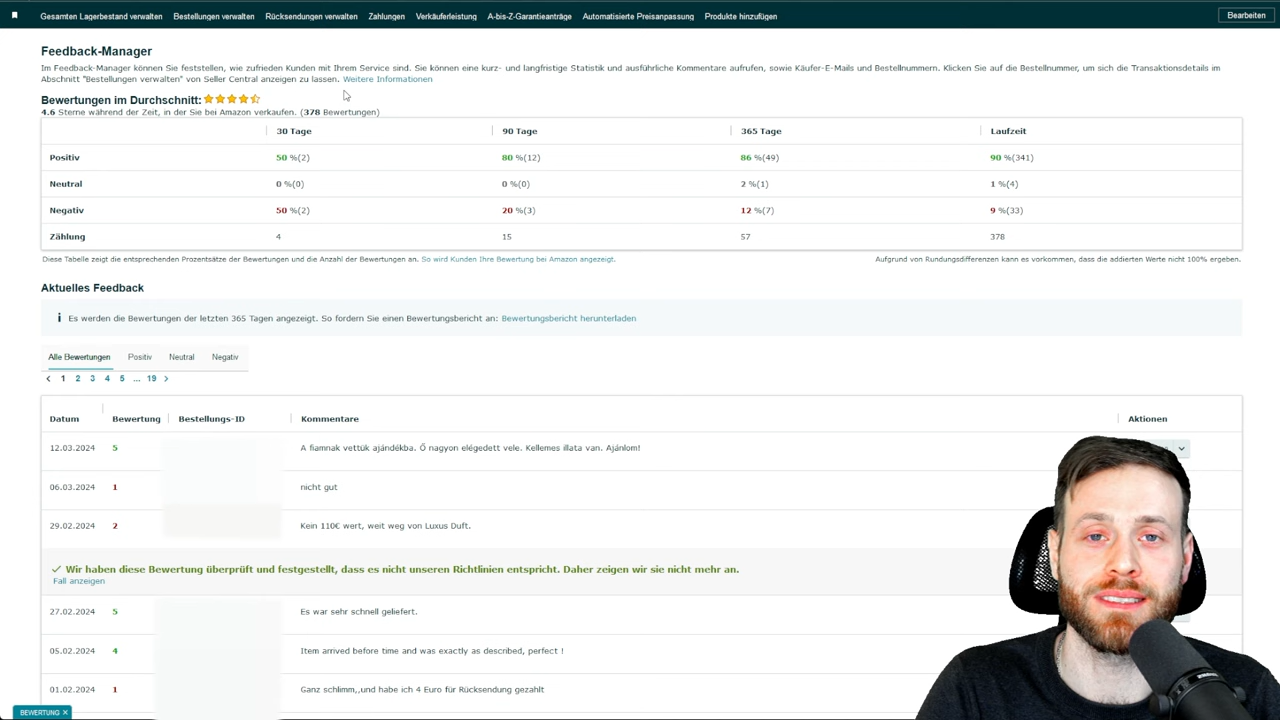 Gesamten Lagerbestand verwalten Bestellungen verwalten Rücksendungen verwalten Zahlungen Verkäuferleistung A-bis-Z-Garantieanträge Automatisierte Preisanpassung Produkte hinzufügen Bearbeiten
Feedback-Manager
Im Feedback-Manager können Sie feststellen, wie zufrieden Kunden mit Ihrem Service sind. Sie können eine kurz- und langfristige Statistik und ausführliche Kommentare aufrufen, sowie Käufer-E-Mails und Bestellnummern. Klicken Sie auf die Bestellnummer, um sich die Transaktionsdetails im
Abschnitt "Bestellungen verwalten" von Seller Central anzeigen zu lassen. Weitere Informationen
Bewertungen im Durchschnitt:
4.6 Sterne während der Zeit, in der Sie bei Amazon verkaufen. (378 Bewertungen)
30 Tage 90 Tage 365 Tage Laufzeit
Positiv 50 %(2) 80 %(12) 86 %(49) 90 %(341)
Neutral 0 %(0) 0 %(0) 2 %(1) 1 %(4)
Negativ 50 %(2) 20 %(3) 12 %(7) 9 %(33)
Zählung 4 15 57 378
Diese Tabelle zeigt die entsprechenden Prozentsätze der Bewertungen und die Anzahl der Bewertungen an. So wird Kunden Ihre Bewertung bei Amazon angezeigt. Aufgrund von Rundungsdifferenzen kann es vorkommen, dass die addierten Werte nicht 100% ergeben.
Aktuelles Feedback
Es werden die Bewertungen der letzten 365 Tagen angezeigt. So fordern Sie einen Bewertungsbericht an: Bewertungsbericht herunterladen
Alle Bewertungen Positiv Neutral Negativ
1 2 3 4 5 ... 19
Datum Bewertung Bestellungs-ID Kommentare Aktionen
12.03.2024 5 A fiamnak vettük ajándékba. Ő nagyon elégedett vele. Kellemes illata van. Ajánlom!
06.03.2024 1 nicht gut
29.02.2024 2 Kein 110€ wert, weit weg von Luxus Duft.
Wir haben diese Bewertung überprüft und festgestellt, dass es nicht unseren Richtlinien entspricht. Daher zeigen wir sie nicht mehr an.
Fall anzeigen
27.02.2024 5 Es war sehr schnell geliefert.
05.02.2024 4 Item arrived before time and was exactly as described, perfect !
01.02.2024 1 Ganz schlimm,,und habe ich 4 Euro für Rücksendung gezahlt
BEWERTUNG ×